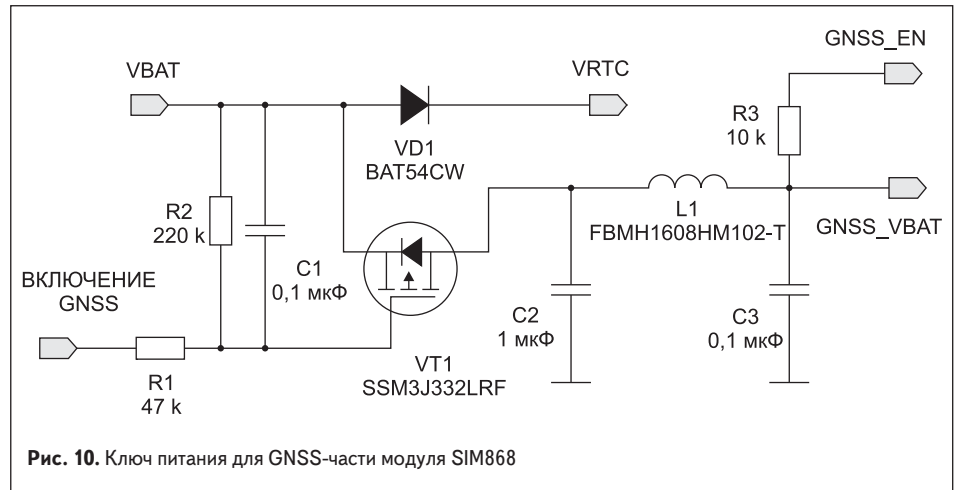 GNSS_EN
VBAT
VRTC
R3
10 k
VD1
BAT54CW
R2
220 k
L1
FBMH1608HM102-T
GNSS_VBAT
ВКЛЮЧЕНИЕ
GNSS
C1
0,1 мкФ
C2
1 мкФ
C3
0,1 мкФ
R1
47 k
VT1
SSM3J332LRF
Рис. 10. Ключ питания для GNSS-части модуля SIM868